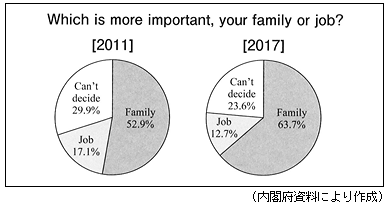 Which is more important, your family or job?
[2011]
[2017]
Can't
decide
29.9%
Family
52.9%
Job
17.1%
Can't
decide
23.6%
Job
12.7%
Family
63.7%
(内閣府資料により作成)